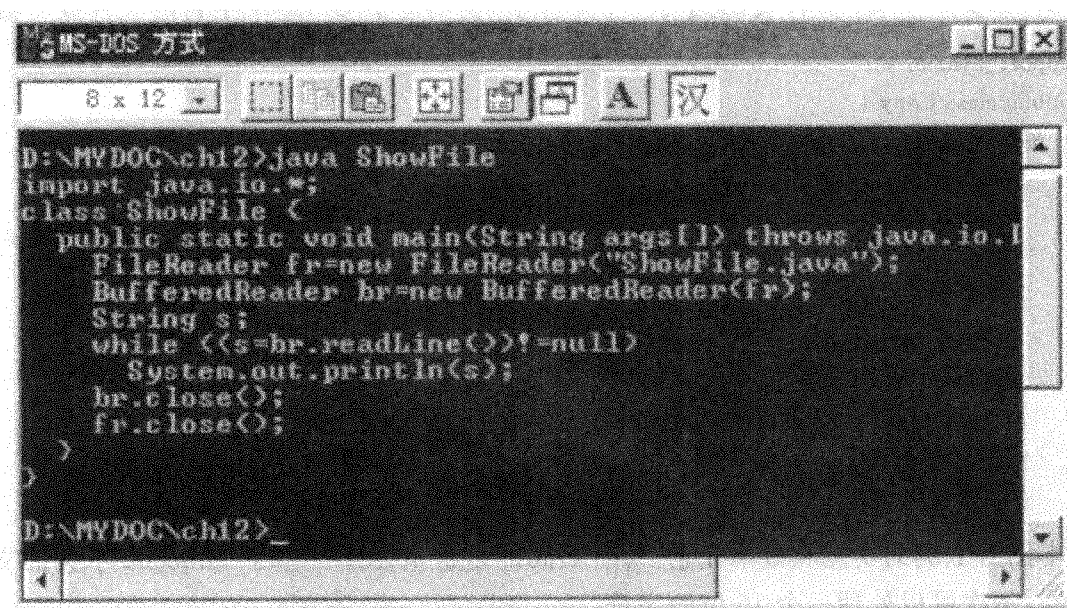 MS-DOS 方式
8 x 12 A 汉
D:\MYDOC\ch12>java ShowFile
import java.io.*;
class ShowFile {
  public static void main(String args[]) throws java.io.I
    FileReader fr=new FileReader("ShowFile.java");
    BufferedReader br=new BufferedReader(fr);
    String s;
    while ((s=br.readLine())!=null)
      System.out.println(s);
    br.close();
    fr.close();
  }
}
D:\MYDOC\ch12>_